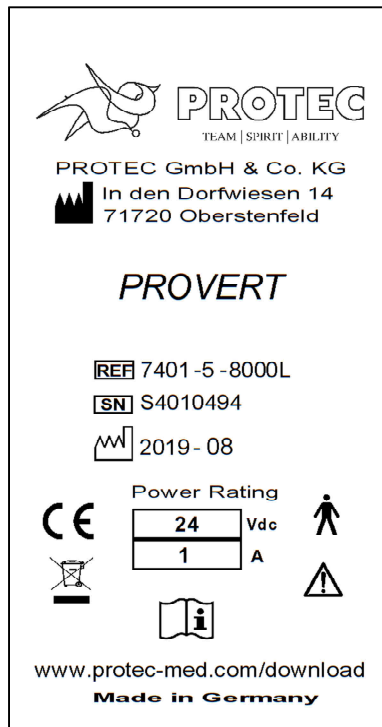 PROTEC
TEAM | SPIRIT | ABILITY
PROTEC GmbH & Co. KG
In den Dorfwiesen 14
71720 Oberstenfeld
PROVERT
REF 7401-5-8000L
SN S4010494
2019-08
Power Rating
CE 24 Vdc
1 A
i
www.protec-med.com/download
Made in Germany